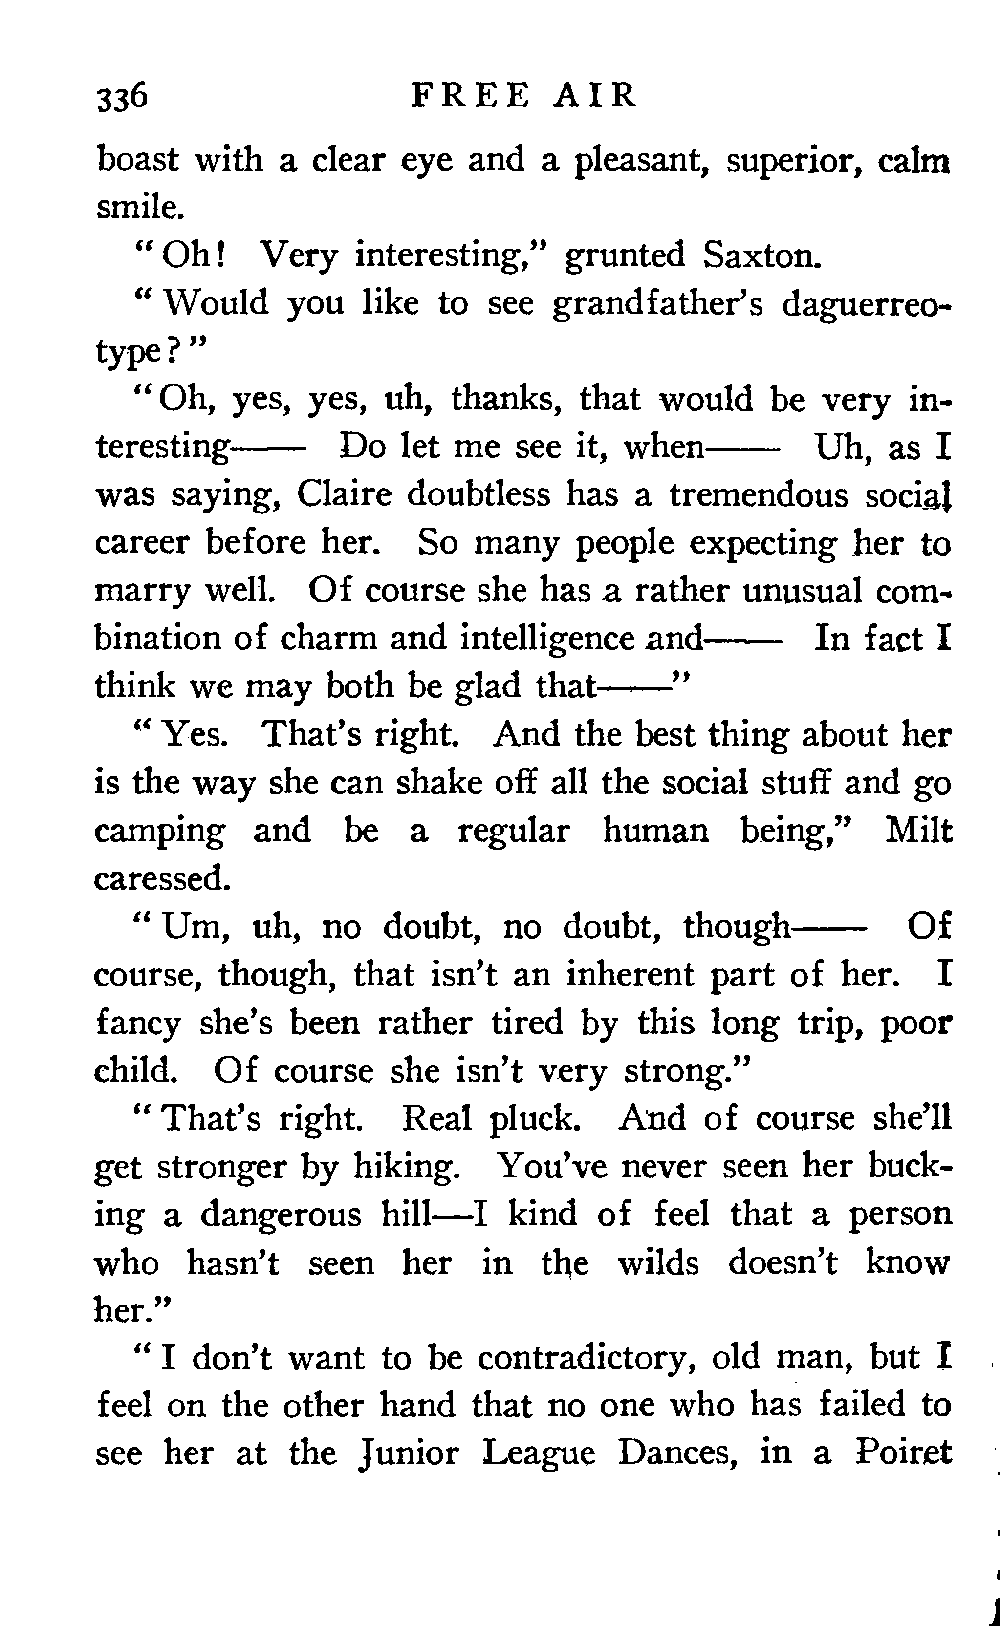 336 FREE AIR
boast with a clear eye and a pleasant, superior, calm
smile.
"Oh! Very interesting," grunted Saxton.
"Would you like to see grandfather's daguerreo-
type?"
"Oh, yes, yes, uh, thanks, that would be very in-
teresting—— Do let me see it, when—— Uh, as I
was saying, Claire doubtless has a tremendous social
career before her. So many people expecting her to
marry well. Of course she has a rather unusual com-
bination of charm and intelligence and—— In fact I
think we may both be glad that——"
"Yes. That's right. And the best thing about her
is the way she can shake off all the social stuff and go
camping and be a regular human being," Milt
caressed.
"Um, uh, no doubt, no doubt, though—— Of
course, though, that isn't an inherent part of her. I
fancy she's been rather tired by this long trip, poor
child. Of course she isn't very strong."
"That's right. Real pluck. And of course she'll
get stronger by hiking. You've never seen her buck-
ing a dangerous hill—I kind of feel that a person
who hasn't seen her in the wilds doesn't know
her."
"I don't want to be contradictory, old man, but I
feel on the other hand that no one who has failed to
see her at the Junior League Dances, in a Poiret